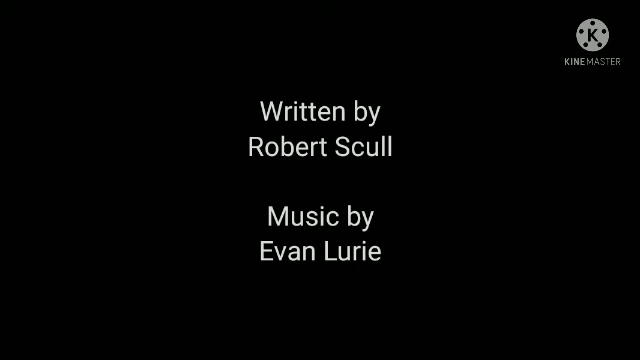 KINEMASTER
Written by
Robert Scull
Music by
Evan Lurie